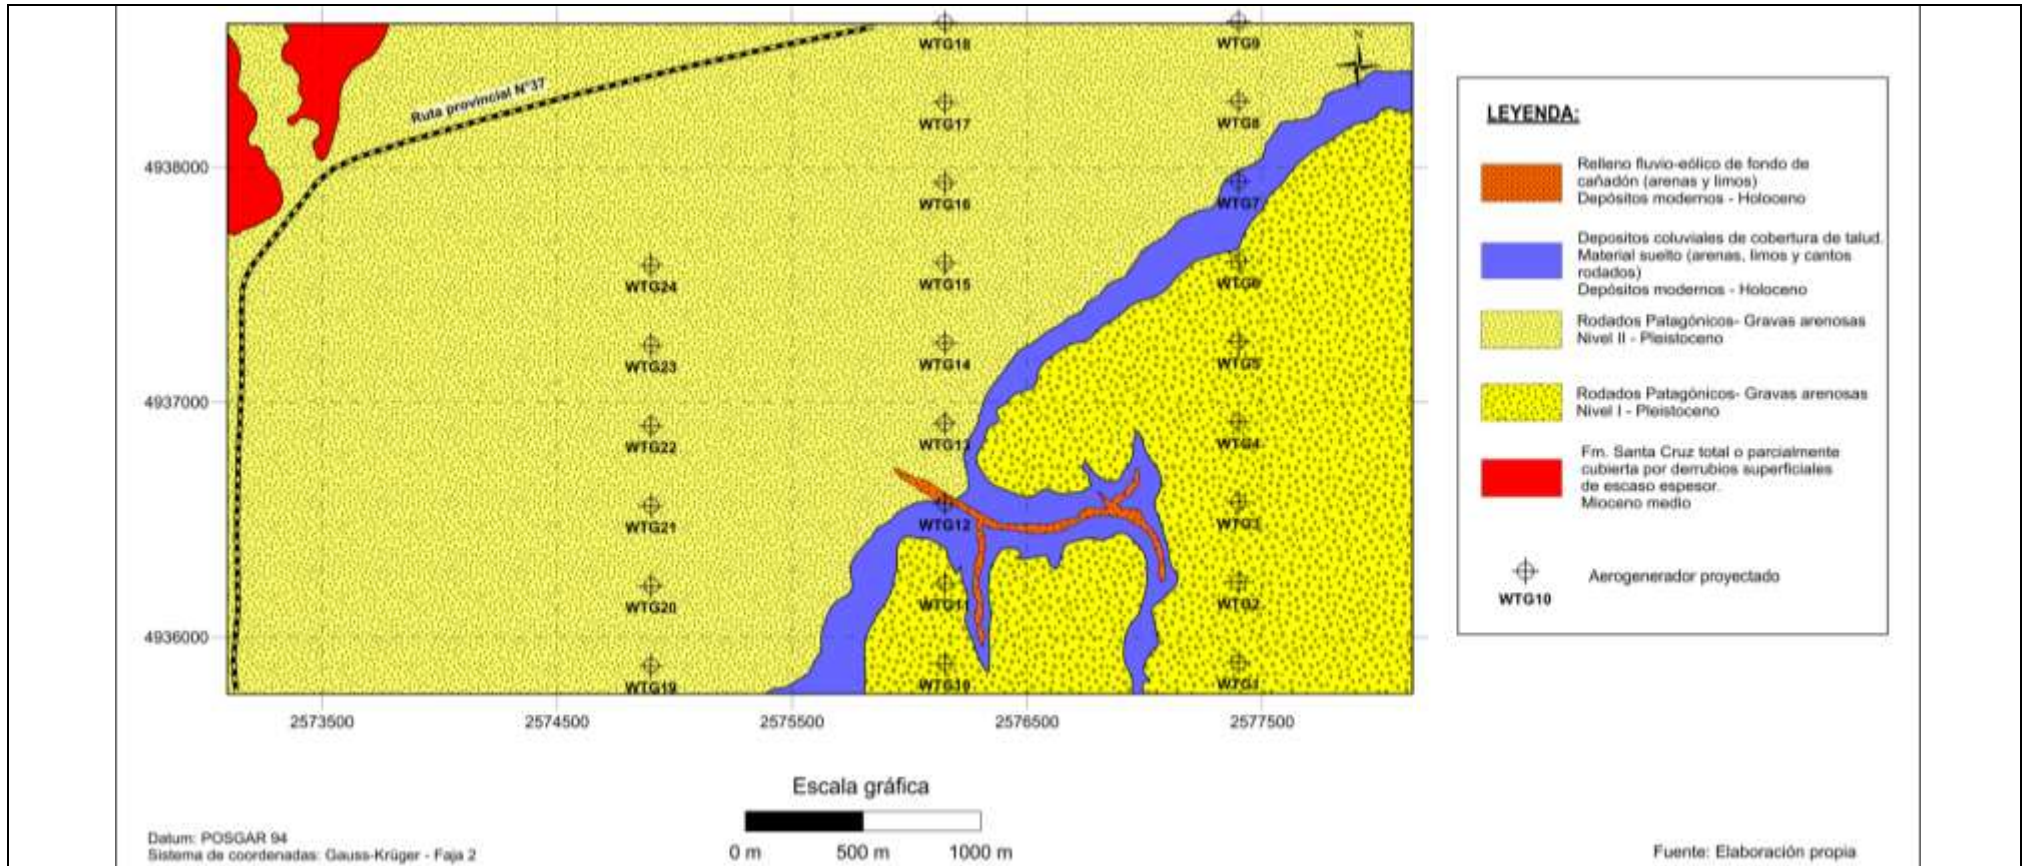 WTG18
WTG9
N
Ruta provincial N°37
WTG17
WTG8
4938000
WTG16
WTG7
WTG24
WTG15
WTG6
WTG23
WTG14
WTG5
4937000
WTG22
WTG13
WTG4
WTG21
WTG12
WTG3
WTG20
WTG11
WTG2
4936000
WTG19
WTG10
WTG1
2573500
2574500
2575500
2576500
2577500
LEYENDA:
Relleno fluvio-eólico de fondo de
cañadón (arenas y limos)
Depósitos modernos - Holoceno
Depositos coluviales de cobertura de talud.
Material suelto (arenas, limos y cantos
rodados)
Depósitos modernos - Holoceno
Rodados Patagónicos- Gravas arenosas
Nivel II - Pleistoceno
Rodados Patagónicos- Gravas arenosas
Nivel I - Pleistoceno
Fm. Santa Cruz total o parcialmente
cubierta por derrubios superficiales
de escaso espesor.
Mioceno medio
WTG10
Aerogenerador proyectado
Escala gráfica
0 m
500 m
1000 m
Datum: POSGAR 94
Sistema de coordenadas: Gauss-Krüger - Faja 2
Fuente: Elaboración propia